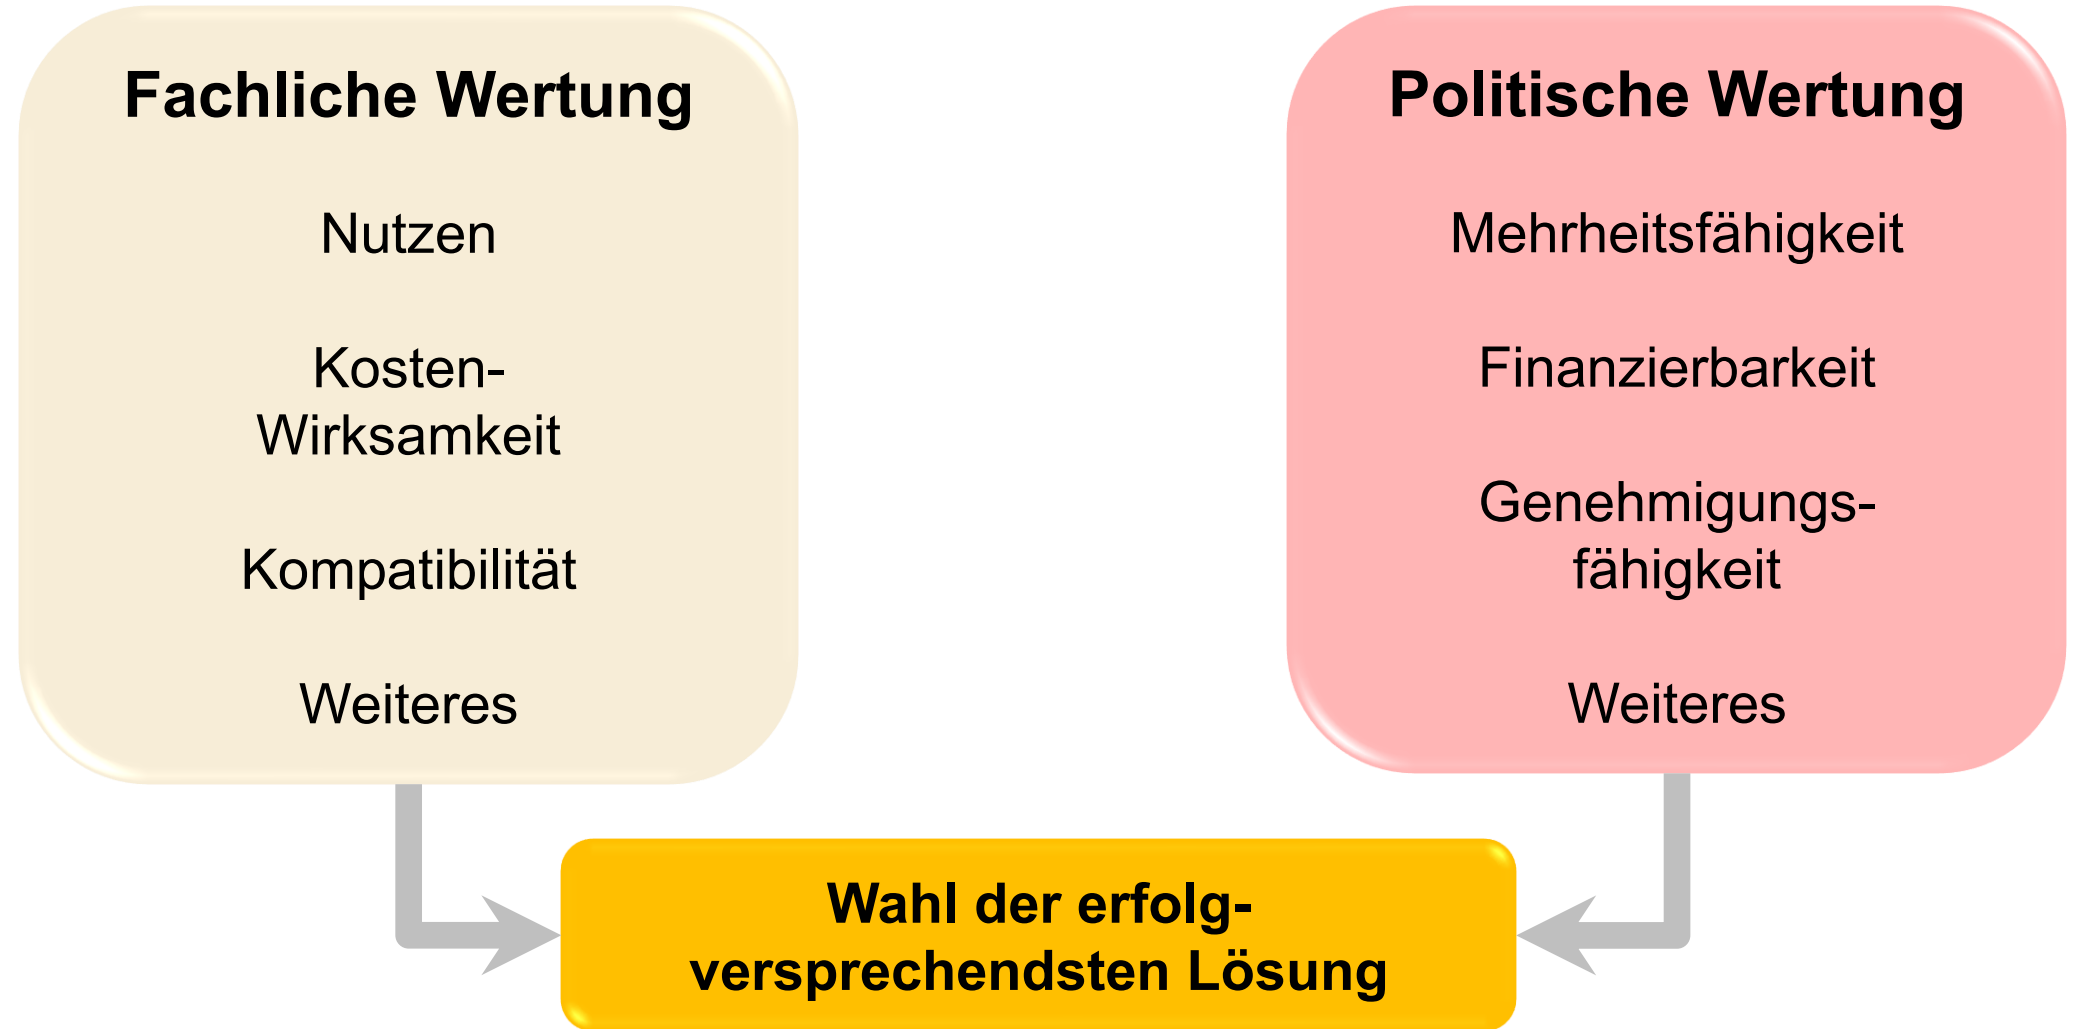 Fachliche Wertung
Nutzen
Kosten-
Wirksamkeit
Kompatibilität
Weiteres
Politische Wertung
Mehrheitsfähigkeit
Finanzierbarkeit
Genehmigungs-
fähigkeit
Weiteres
Wahl der erfolg-
versprechendsten Lösung